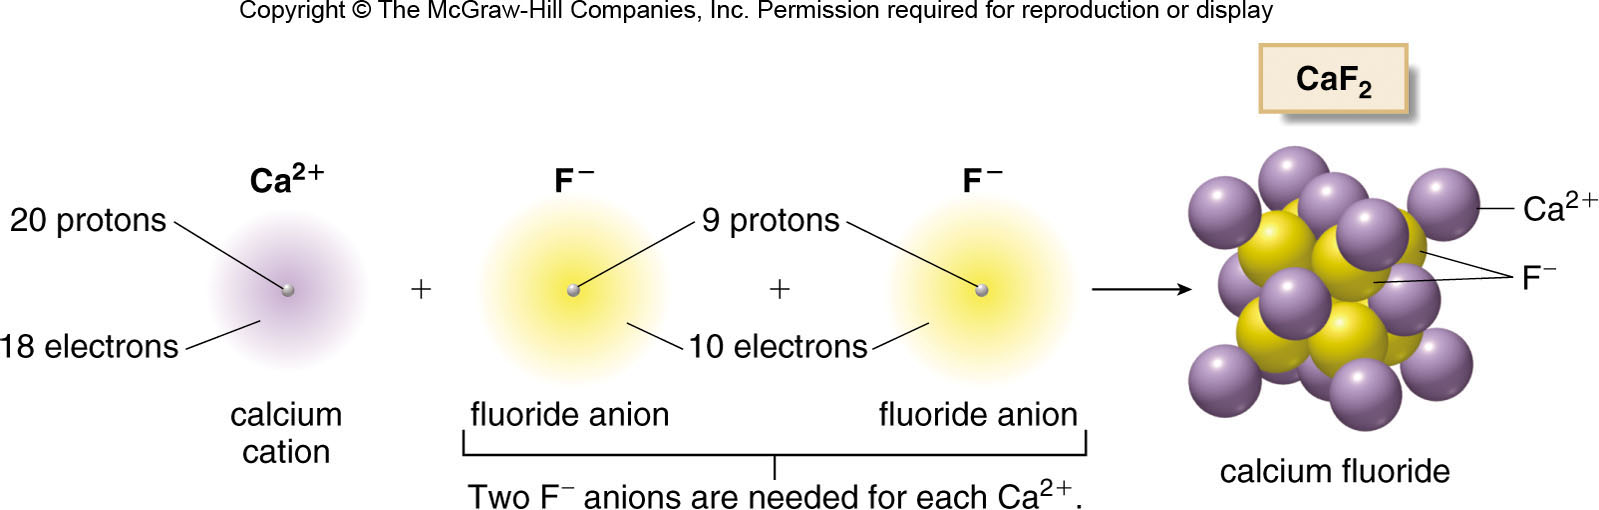 Copyright © The McGraw-Hill Companies, Inc. Permission required for reproduction or display
CaF₂
Ca²⁺
F⁻
F⁻
20 protons
9 protons
Ca²⁺
F⁻
+
+
18 electrons
10 electrons
calcium
cation
fluoride anion
fluoride anion
calcium fluoride
Two F⁻ anions are needed for each Ca²⁺.